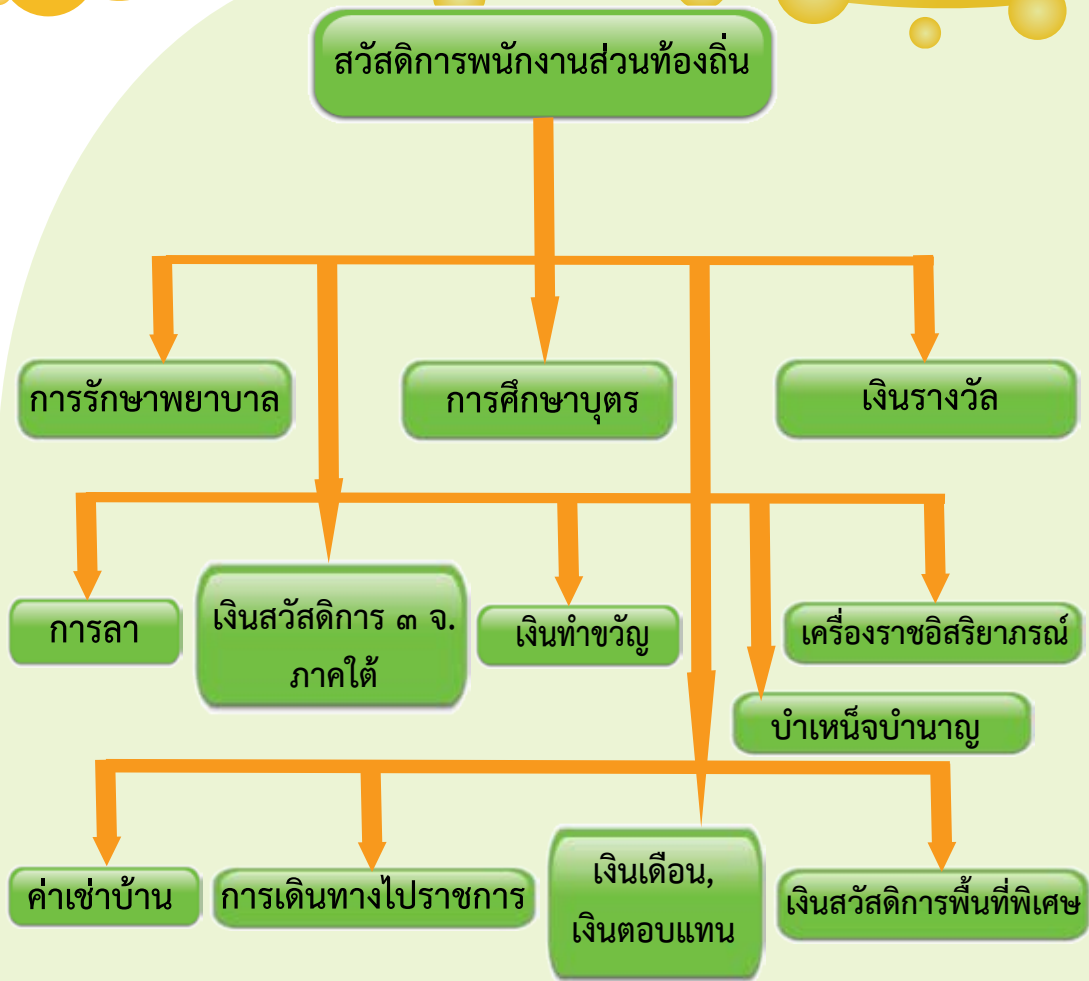 สวัสดิการพนักงานส่วนท้องถิ่น
การรักษาพยาบาล
การศึกษาบุตร
เงินรางวัล
การลา
เงินสวัสดิการ ๓ จ.
ภาคใต้
เงินทำขวัญ
เครื่องราชอิสริยาภรณ์
บำเหน็จบำนาญ
ค่าเช่าบ้าน
การเดินทางไปราชการ
เงินเดือน,
เงินตอบแทน
เงินสวัสดิการพื้นที่พิเศษ